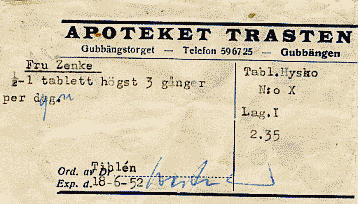 APOTEKET TRASTEN
Gubbängstorget — Telefon 596725 — Gubbängen
Fru Zenke
½-1 tablett högst 3 gånger
per dygn
Tabl.Hysko
N:o X
Lag.I
2.35
Ord. av Dr Tiblén
Exp. d. 18-6-52